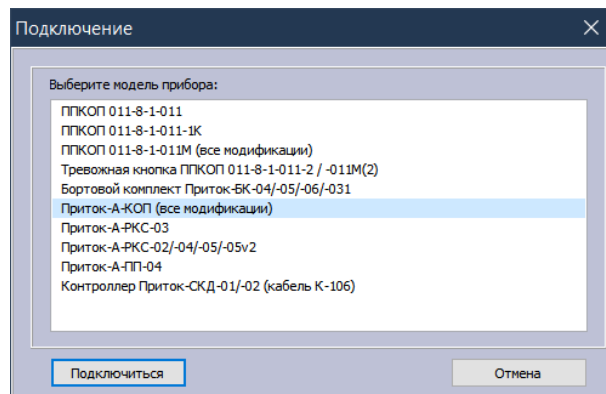 Подключение
Выберите модель прибора:
ППКОП 011-8-1-011
ППКОП 011-8-1-011-1К
ППКОП 011-8-1-011М (все модификации)
Тревожная кнопка ППКОП 011-8-1-011-2 / -011М(2)
Бортовой комплект Приток-БК-04/-05/-06/-031
Приток-А-КОП (все модификации)
Приток-А-РКС-03
Приток-А-РКС-02/-04/-05/-05v2
Приток-А-ПП-04
Контроллер Приток-СКД-01/-02 (кабель К-106)
Подключиться
Отмена